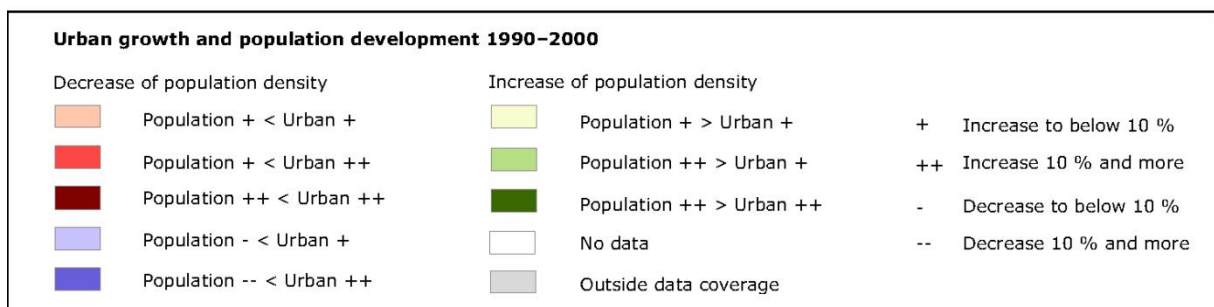 Urban growth and population development 1990–2000
Decrease of population density
Population + < Urban +
Population + < Urban ++
Population ++ < Urban ++
Population - < Urban +
Population -- < Urban ++
Increase of population density
Population + > Urban +
Population ++ > Urban +
Population ++ > Urban ++
No data
Outside data coverage
+ Increase to below 10 %
++ Increase 10 % and more
- Decrease to below 10 %
-- Decrease 10 % and more